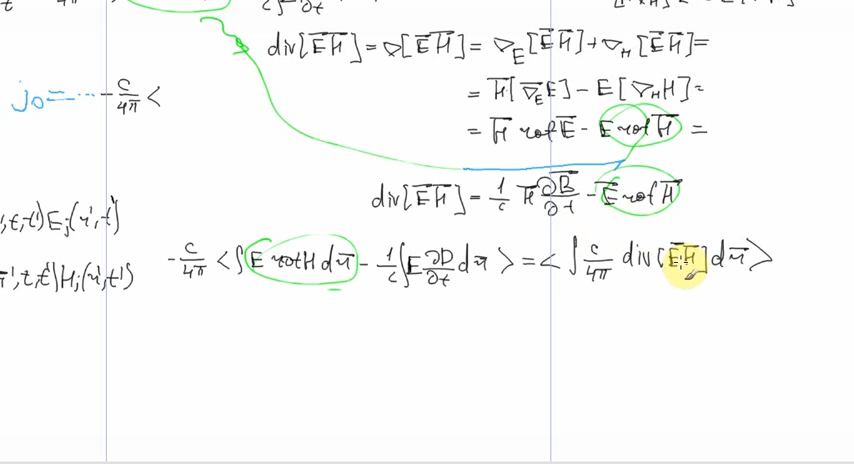 div[E̅H̅] = ∇[E̅H̅] = ∇_E[E̅H̅] + ∇_H[E̅H̅] =
= H̅[∇̅_E E] - E[∇_H H] =
j₀ = ... - c/4π <
= H̅ rot E̅ - E rot H̅ =
div[E̅H̅] = 1/c H̅ ∂B̅/∂t - E̅ rot H̅
',t,t')E_j(r',t')
- c/4π < ∫ E rot H dr̅ - 1/c ∫ E ∂D/∂t dr̅ > = < ∫ c/4π div[E̅H̅] dr̅ >
r̅',t,t')H_j(r',t')